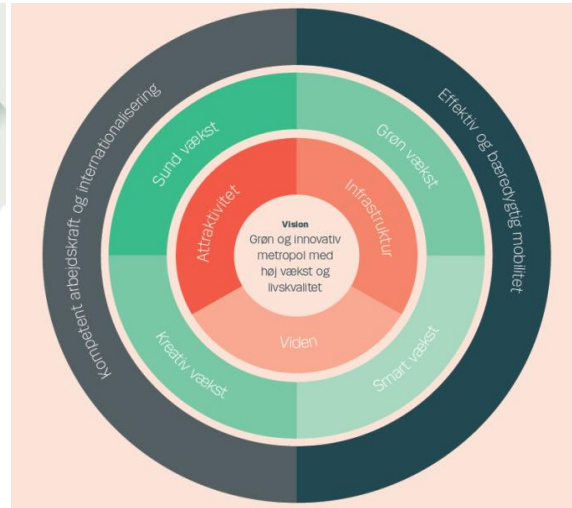 Kompetent arbejdskraft og internationalisering
Effektiv og bæredygtig mobilitet
Sund vækst
Grøn vækst
Kreativ vækst
Smart vækst
Attraktivitet
Infrastruktur
Viden
Vision
Grøn og innovativ
metropol med
høj vækst og
livskvalitet